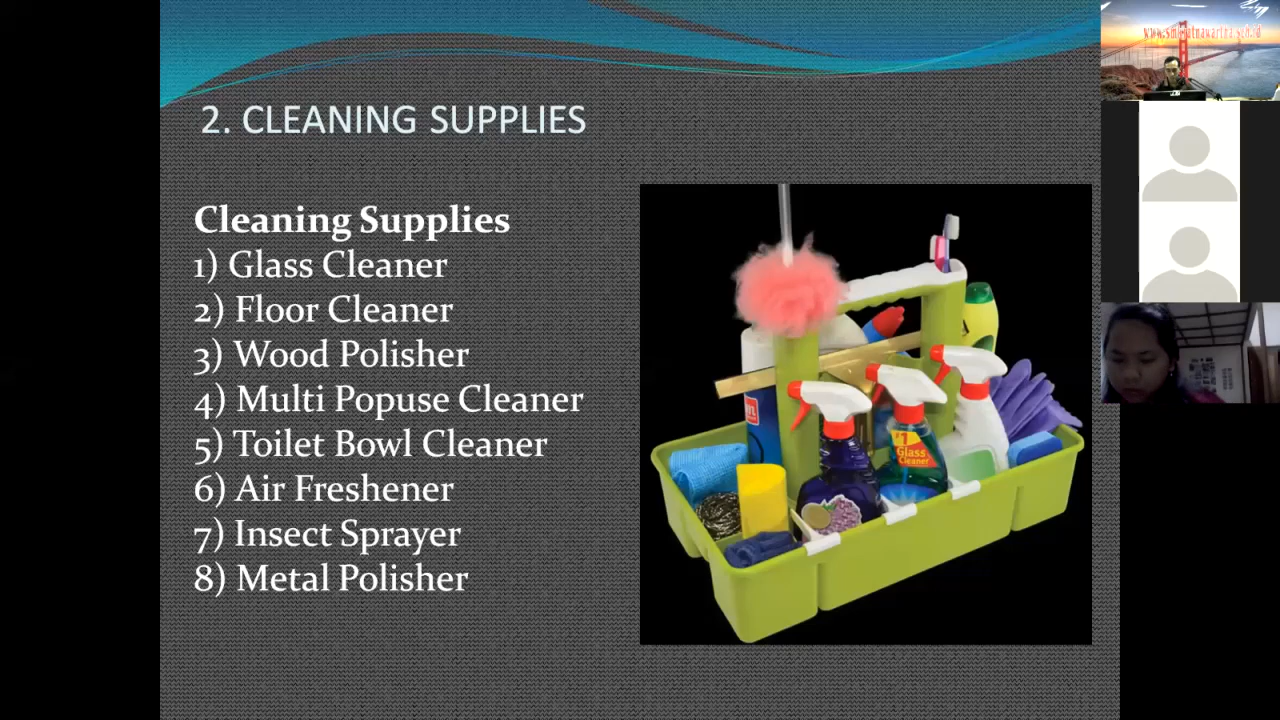 2. CLEANING SUPPLIES
Cleaning Supplies
1) Glass Cleaner
2) Floor Cleaner
3) Wood Polisher
4) Multi Popuse Cleaner
5) Toilet Bowl Cleaner
6) Air Freshener
7) Insect Sprayer
8) Metal Polisher
#1
Glass
Cleaner